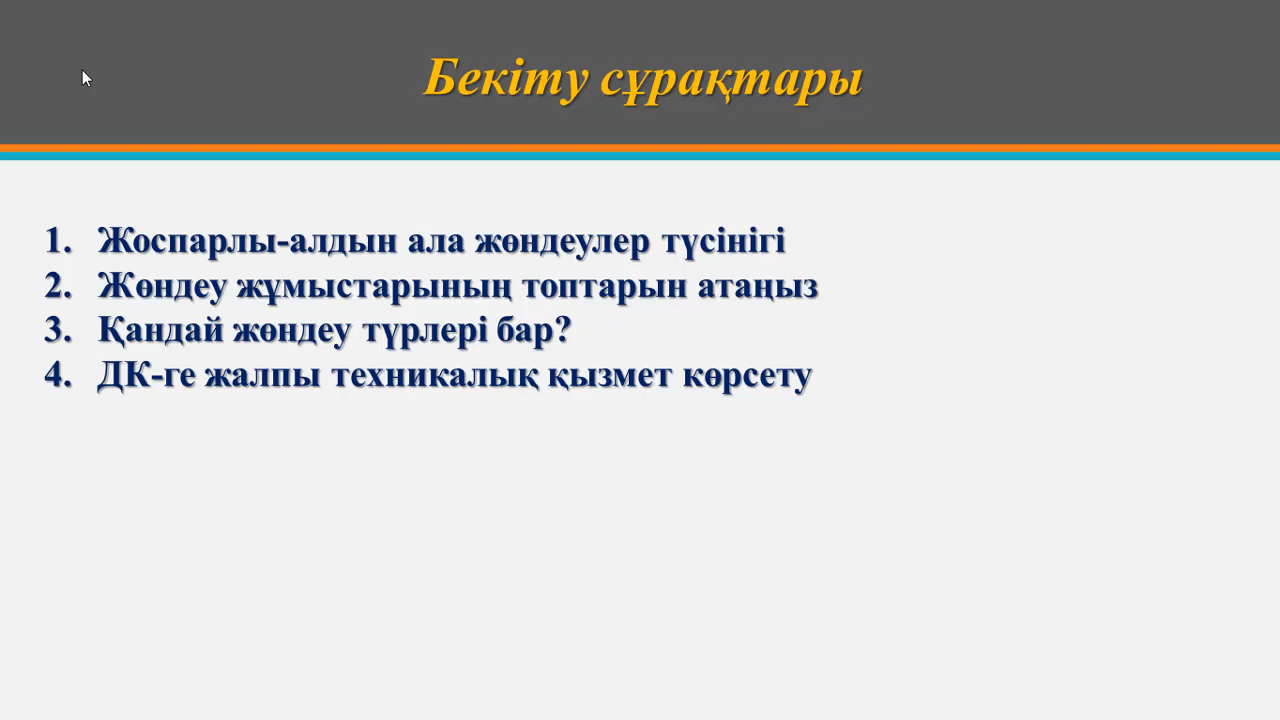 Бекіту сұрақтары
1. Жоспарлы-алдын ала жөндеулер түсінігі
2. Жөндеу жұмыстарының топтарын атаңыз
3. Қандай жөндеу түрлері бар?
4. ДК-ге жалпы техникалық қызмет көрсету